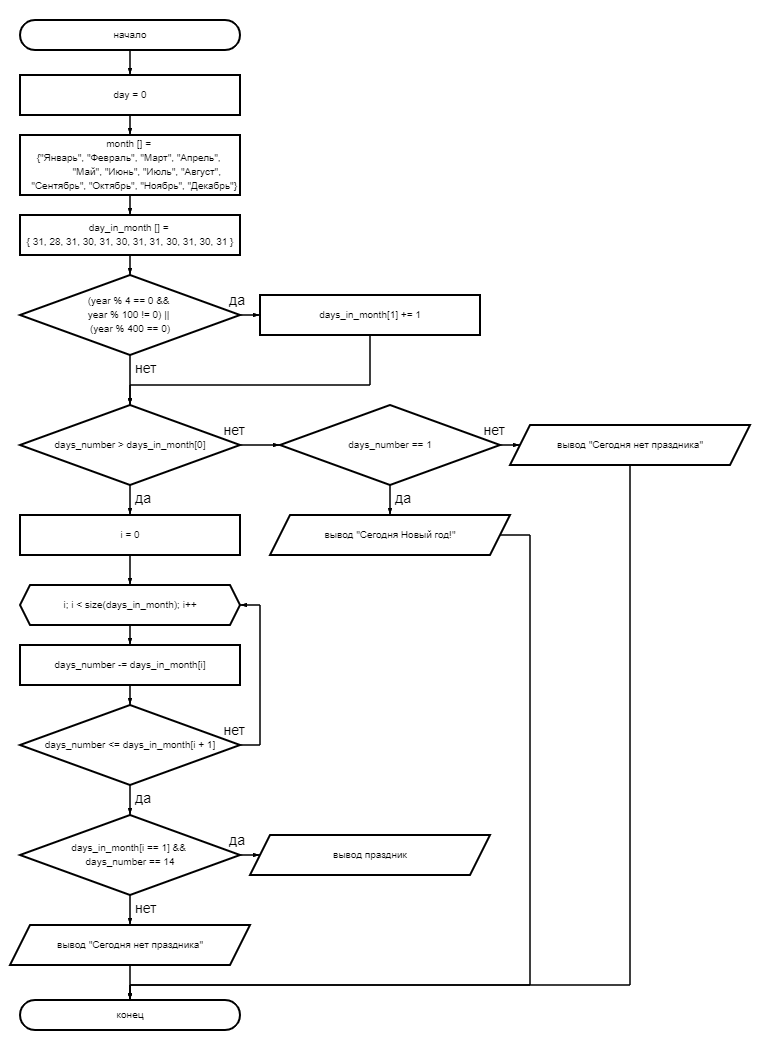 начало
day = 0
month [] =
{"Январь", "Февраль", "Март", "Апрель",
"Май", "Июнь", "Июль", "Август",
"Сентябрь", "Октябрь", "Ноябрь", "Декабрь"}
day_in_month [] =
{ 31, 28, 31, 30, 31, 30, 31, 31, 30, 31, 30, 31 }
(year % 4 == 0 &&
year % 100 != 0) ||
(year % 400 == 0)
да
days_in_month[1] += 1
нет
days_number > days_in_month[0]
нет
days_number == 1
нет
вывод "Сегодня нет праздника"
да
да
i = 0
вывод "Сегодня Новый год!"
i; i < size(days_in_month); i++
days_number -= days_in_month[i]
days_number <= days_in_month[i + 1]
нет
да
days_in_month[i == 1] &&
days_number == 14
да
вывод праздник
нет
вывод "Сегодня нет праздника"
конец